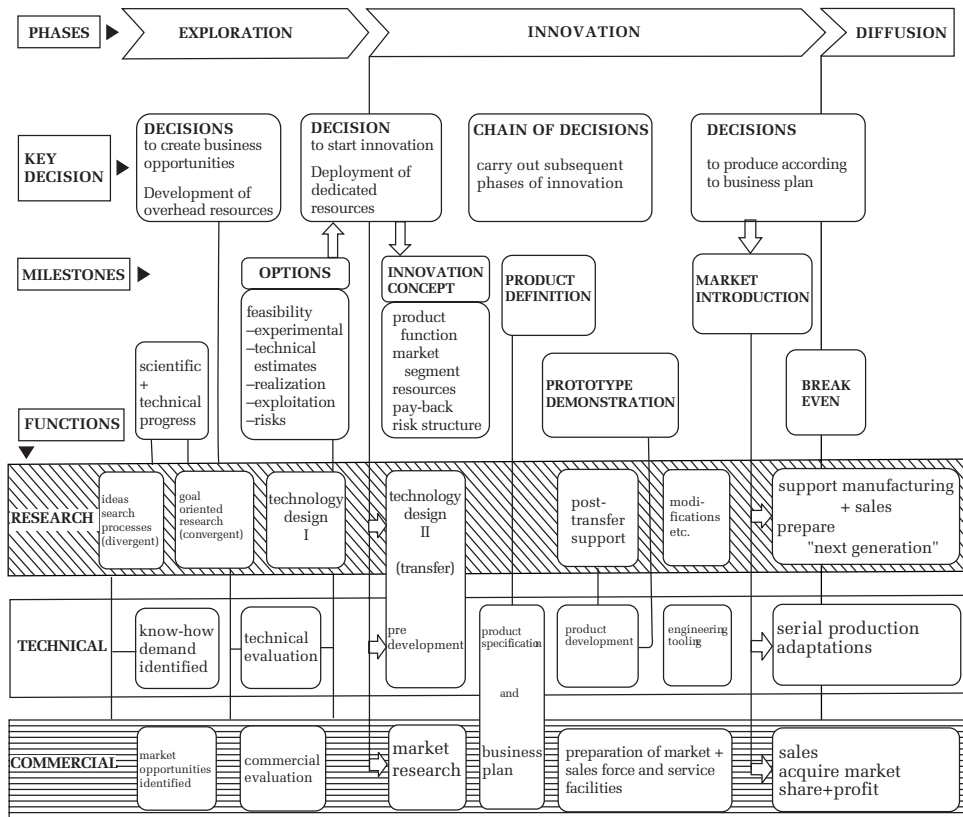 PHASES
EXPLORATION
INNOVATION
DIFFUSION
KEY
DECISION
DECISIONS
to create business
opportunities
Development of
overhead resources
DECISION
to start innovation
Deployment of
dedicated
resources
CHAIN OF DECISIONS
carry out subsequent
phases of innovation
DECISIONS
to produce according
to business plan
MILESTONES
OPTIONS
feasibility
–experimental
–technical
estimates
–realization
–exploitation
–risks
INNOVATION
CONCEPT
product
function
market
segment
resources
pay-back
risk structure
PRODUCT
DEFINITION
MARKET
INTRODUCTION
scientific
+
technical
progress
PROTOTYPE
DEMONSTRATION
BREAK
EVEN
FUNCTIONS
RESEARCH
ideas
search
processes
(divergent)
goal
oriented
research
(convergent)
technology
design
I
technology
design
II
(transfer)
post-
transfer
support
modi-
fications
etc.
support manufacturing
+ sales
prepare
"next generation"
TECHNICAL
know-how
demand
identified
technical
evaluation
pre
development
product
specification
and
business
plan
product
development
engineering
tooling
serial production
adaptations
COMMERCIAL
market
opportunities
identified
commercial
evaluation
market
research
preparation of market +
sales force and service
facilities
sales
acquire market
share+profit